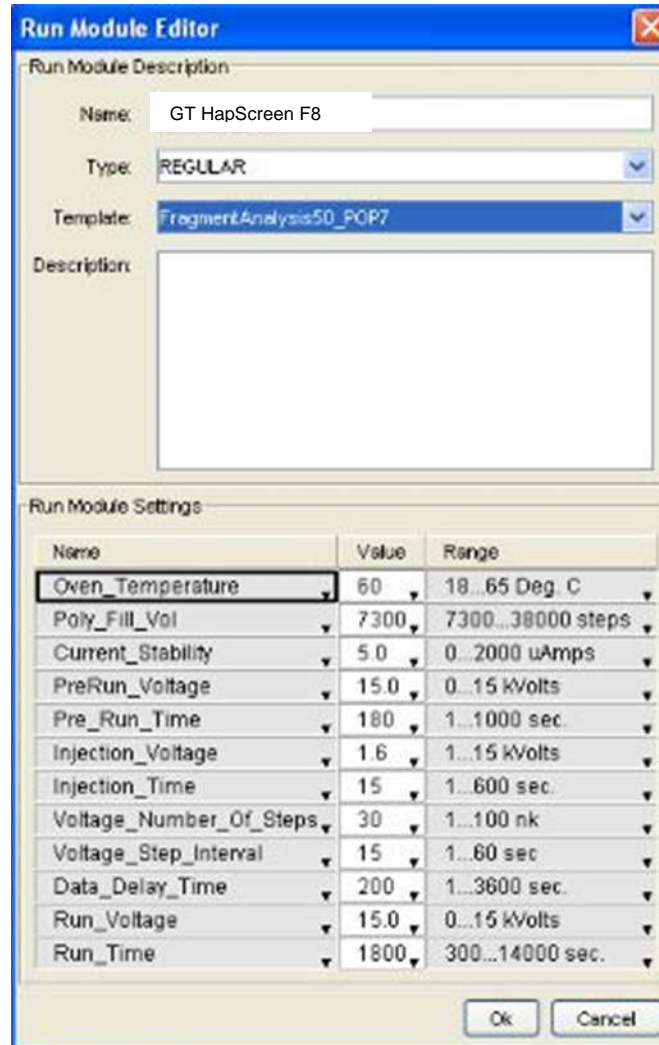 Run Module Editor
Run Module Description
Name: GT HapScreen F8
Type: REGULAR
Template: FragmentAnalysis50_POP7
Description:
Run Module Settings
Name Value Range
Oven_Temperature 60 18...65 Deg. C
Poly_Fill_Vol 7300 7300...38000 steps
Current_Stability 5.0 0...2000 uAmps
PreRun_Voltage 15.0 0...15 kVolts
Pre_Run_Time 180 1...1000 sec.
Injection_Voltage 1.6 1...15 kVolts
Injection_Time 15 1...600 sec.
Voltage_Number_Of_Steps 30 1...100 nk
Voltage_Step_Interval 15 1...60 sec
Data_Delay_Time 200 1...3600 sec.
Run_Voltage 15.0 0...15 kVolts
Run_Time 1800 300...14000 sec.
Ok Cancel